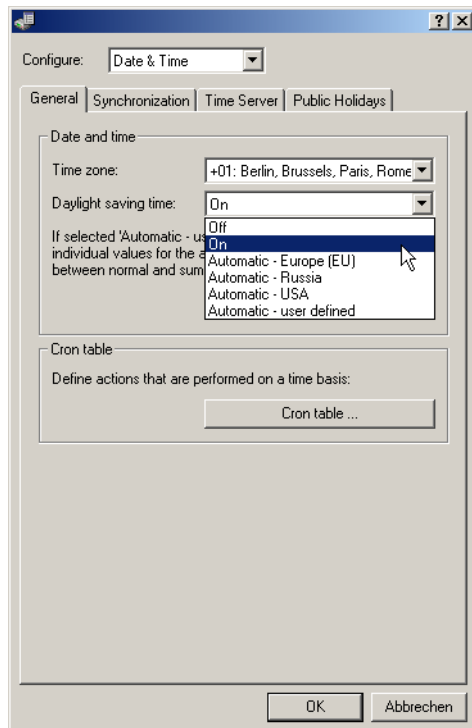 Configure: Date & Time
General Synchronization Time Server Public Holidays
Date and time
Time zone: +01: Berlin, Brussels, Paris, Rome
Daylight saving time: On
Off
On
Automatic - Europe (EU)
Automatic - Russia
Automatic - USA
Automatic - user defined
If selected 'Automatic - us
individual values for the a
between normal and sum
Cron table
Define actions that are performed on a time basis:
Cron table ...
OK Abbrechen